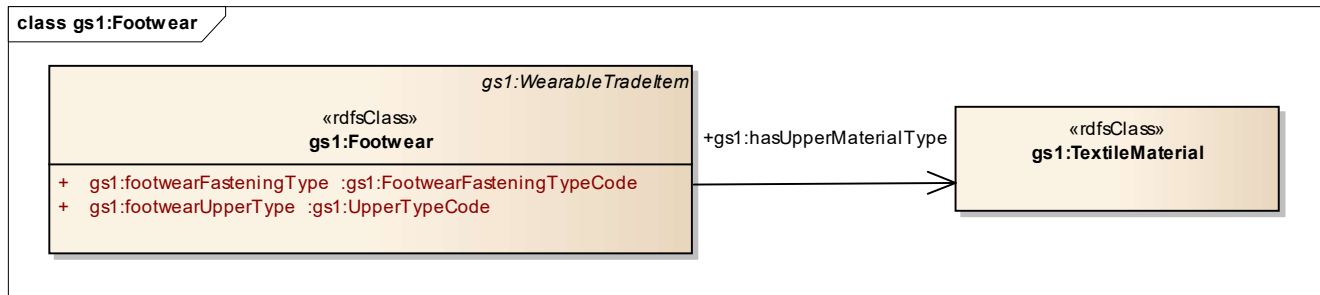 class gs1:Footwear
gs1:WearableTradeItem
«rdfsClass»
gs1:Footwear
+ gs1:footwearFasteningType :gs1:FootwearFasteningTypeCode
+ gs1:footwearUpperType :gs1:UpperTypeCode
+gs1:hasUpperMaterialType
«rdfsClass»
gs1:TextileMaterial